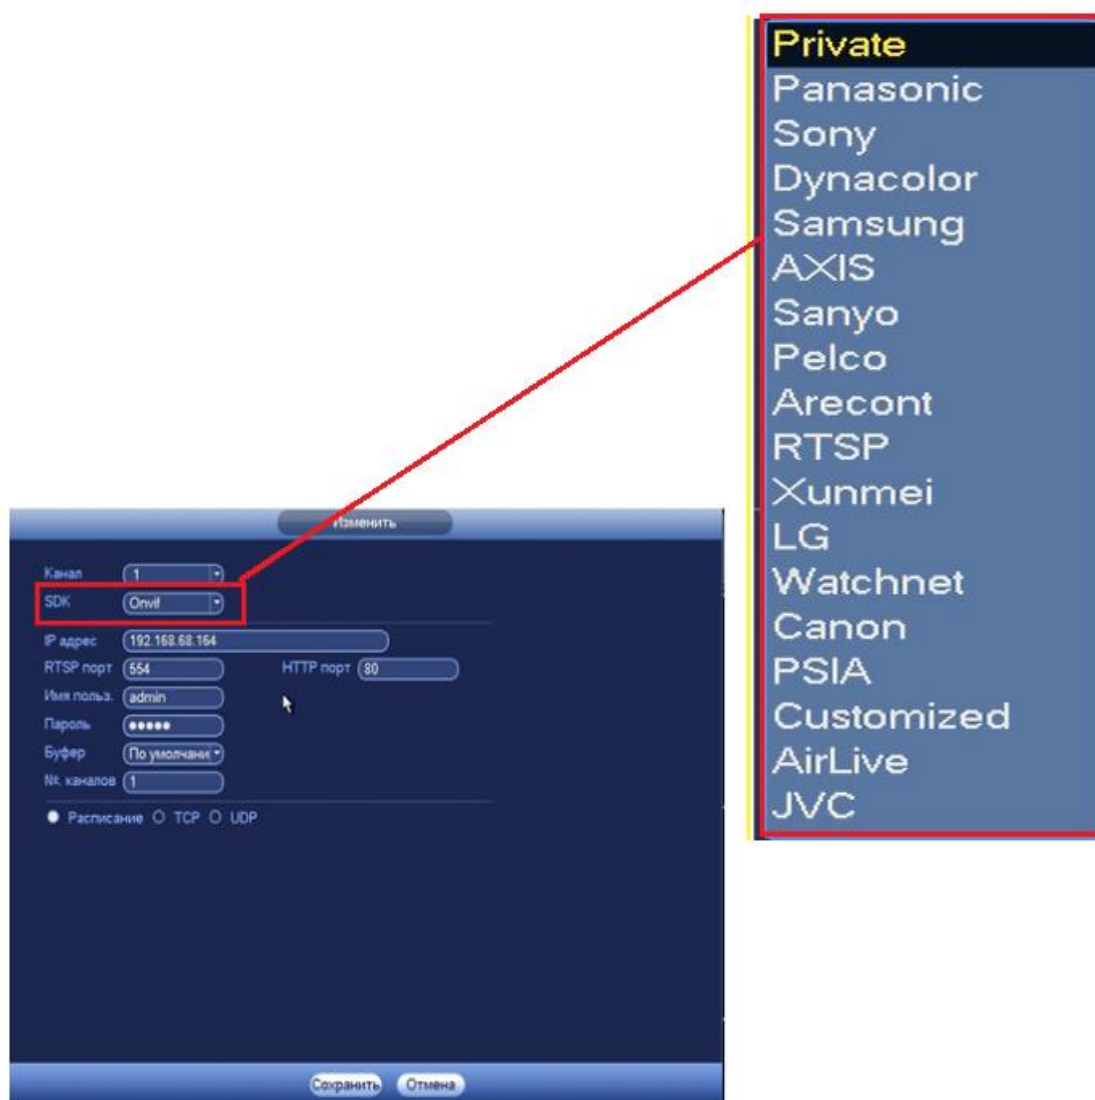 Private
Panasonic
Sony
Dynacolor
Samsung
AXIS
Sanyo
Pelco
Arecont
RTSP
Xunmei
LG
Watchnet
Canon
PSIA
Customized
AirLive
JVC
Изменить
Канал 1
SDK Onvif
IP адрес 192.168.68.164
RTSP порт 554 HTTP порт 80
Имя польз. admin
Пароль ●●●●●
Буфер По умолчани
№. каналов 1
Расписание TCP UDP
Сохранить Отмена